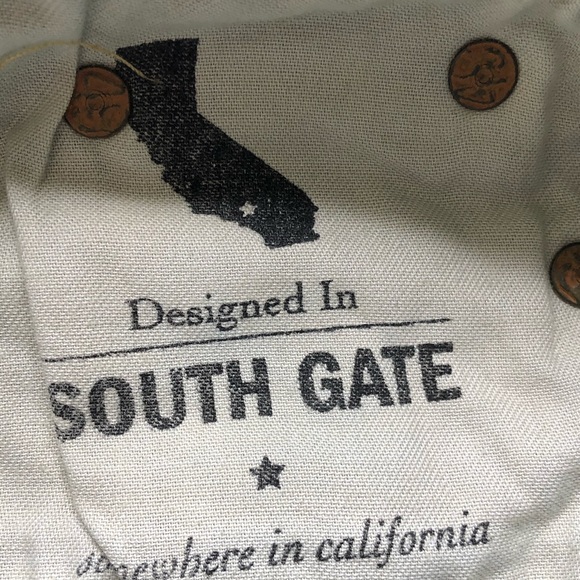 Designed In
SOUTH GATE
somewhere in california